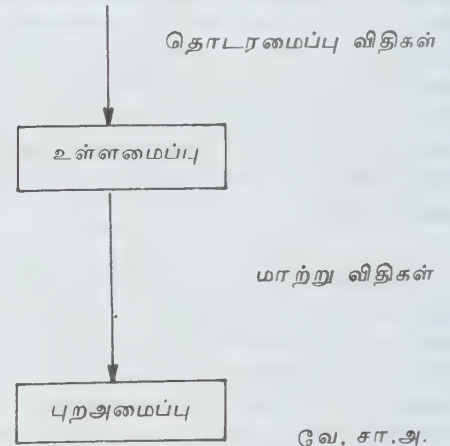 தொடரமைப்பு விதிகள்
உள்ளமைப்பு
மாற்று விதிகள்
புறஅமைப்பு
வே. சா.அ.